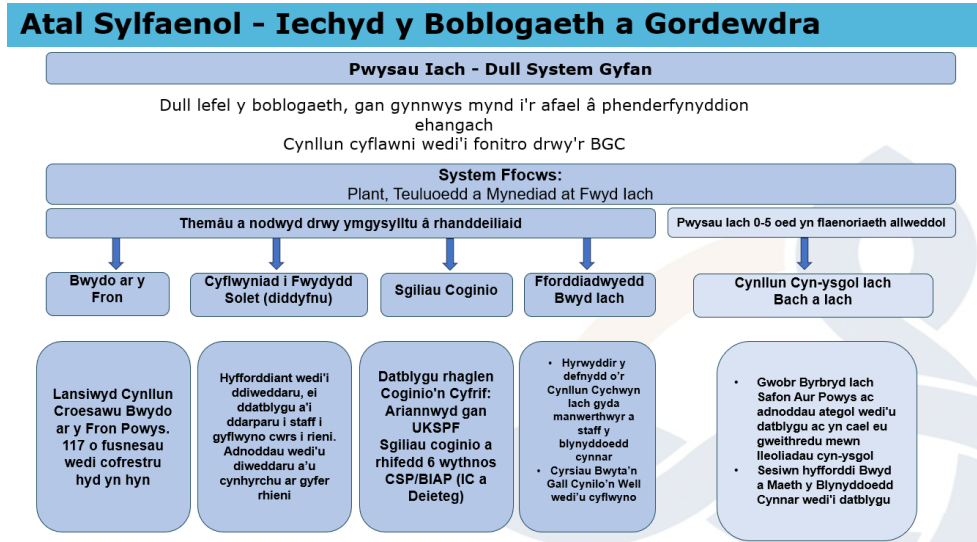 Atal Sylfaenol - Iechyd y Boblogaeth a Gordewdra
Pwysau Iach - Dull System Gyfan
Dull lefel y boblogaeth, gan gynnwys mynd i'r afael â phenderfynyddion
ehangach
Cynllun cyflawni wedi'i fonitro drwy'r BGC
System Ffocws:
Plant, Teuluoedd a Mynediad at Fwyd Iach
Themâu a nodwyd drwy ymgysylltu â rhanddeiliaid
Pwysau Iach 0-5 oed yn flaenoriaeth allweddol
Bwydo ar y
Fron
Cyflwyniad i Fwydydd
Solet (diddyfnu)
Sgiliau Coginio
Fforddiadwyedd
Bwyd Iach
Cynllun Cyn-ysgol Iach
Bach a Iach
Lansiwyd Cynllun
Croesawu Bwydo
ar y Fron Powys.
117 o fusnesau
wedi cofrestru
hyd yn hyn
Hyfforddiant wedi'i
ddiweddaru, ei
ddatblygu a'i
ddarparu i staff i
gyflwyno cwrs i rieni.
Adnoddau wedi'u
diweddaru a'u
cynhyrchu ar gyfer
rhieni
Datblygu rhaglen
Coginio'n Cyfrif:
Ariannwyd gan
UKSPF
Sgiliau coginio a
rhifedd 6 wythnos
CSP/BIAP (IC a
Deieteg)
• Hyrwyddir y
defnydd o'r
Cynllun Cychwyn
Iach gyda
manwerthwyr a
staff y
blynyddoedd
cynnar
• Cyrsiau Bwyta'n
Gall Cynilo'n Well
wedi'u cyflwyno
• Gwobr Byrbryd Iach
Safon Aur Powys ac
adnoddau ategol wedi'u
datblygu ac yn cael eu
gweithredu mewn
lleoliadau cyn-ysgol
• Sesiwn hyfforddi Bwyd
a Maeth y Blynyddoedd
Cynnar wedi'i datblygu